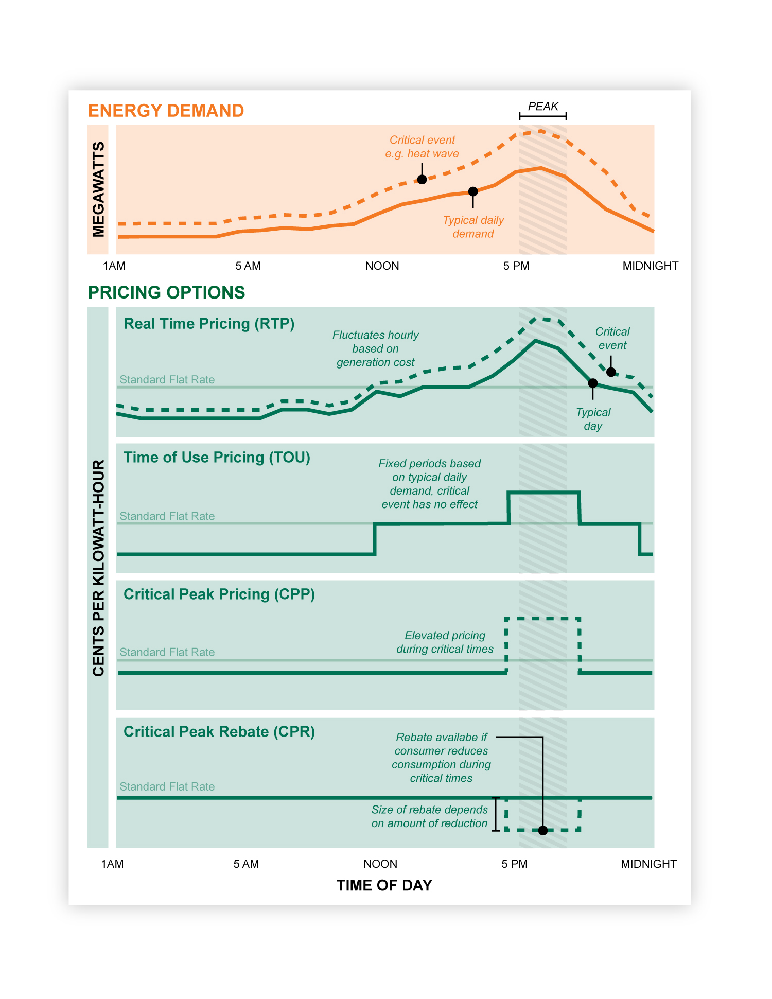 ENERGY DEMAND
PEAK
MEGAWATTS
Critical event
e.g. heat wave
Typical daily
demand
1AM
5 AM
NOON
5 PM
MIDNIGHT
PRICING OPTIONS
CENTS PER KILOWATT-HOUR
Real Time Pricing (RTP)
Fluctuates hourly
based on
generation cost
Critical
event
Standard Flat Rate
Typical
day
Time of Use Pricing (TOU)
Fixed periods based
on typical daily
demand, critical
event has no effect
Standard Flat Rate
Critical Peak Pricing (CPP)
Elevated pricing
during critical times
Standard Flat Rate
Critical Peak Rebate (CPR)
Rebate availabe if
consumer reduces
consumption during
critical times
Standard Flat Rate
Size of rebate depends
on amount of reduction
1AM
5 AM
NOON
5 PM
MIDNIGHT
TIME OF DAY